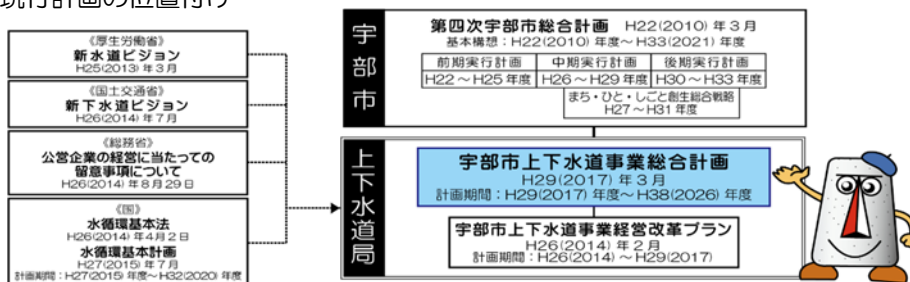 現行計画の位置付け
《厚生労働省》
新水道ビジョン
H25(2013)年3月
《国土交通省》
新下水道ビジョン
H26(2014)年7月
《総務省》
公営企業の経営に当たっての
留意事項について
H26(2014)年8月29日
《国》
水循環基本法
H26(2014)年4月2日
水循環基本計画
H27(2015)年7月
計画期間：H27(2015)年度～H32(2020)年度
宇部市
第四次宇部市総合計画 H22(2010)年3月
基本構想：H22(2010)年度～H33(2021)年度
前期実行計画 中期実行計画 後期実行計画
H22～H25年度 H26～H29年度 H30～H33年度
まち・ひと・しごと創生総合戦略
H27～H31年度
上下水道局
宇部市上下水道事業総合計画
H29(2017)年3月
計画期間：H29(2017)年度～H38(2026)年度
宇部市上下水道事業経営改革プラン
H26(2014)年2月
計画期間：H26(2014)～H29(2017)